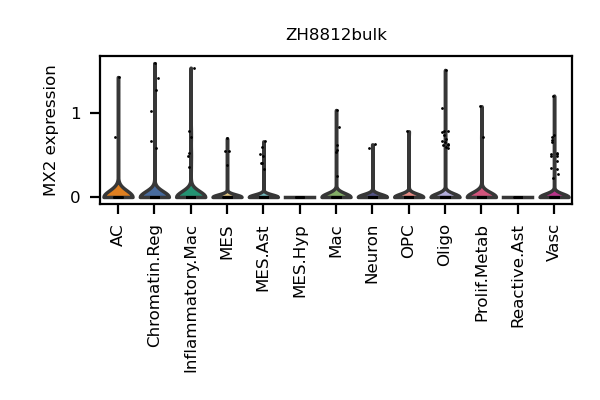 ZH8812bulk
MX2 expression
1
0
AC
Chromatin.Reg
Inflammatory.Mac
MES
MES.Ast
MES.Hyp
Mac
Neuron
OPC
Oligo
Prolif.Metab
Reactive.Ast
Vasc